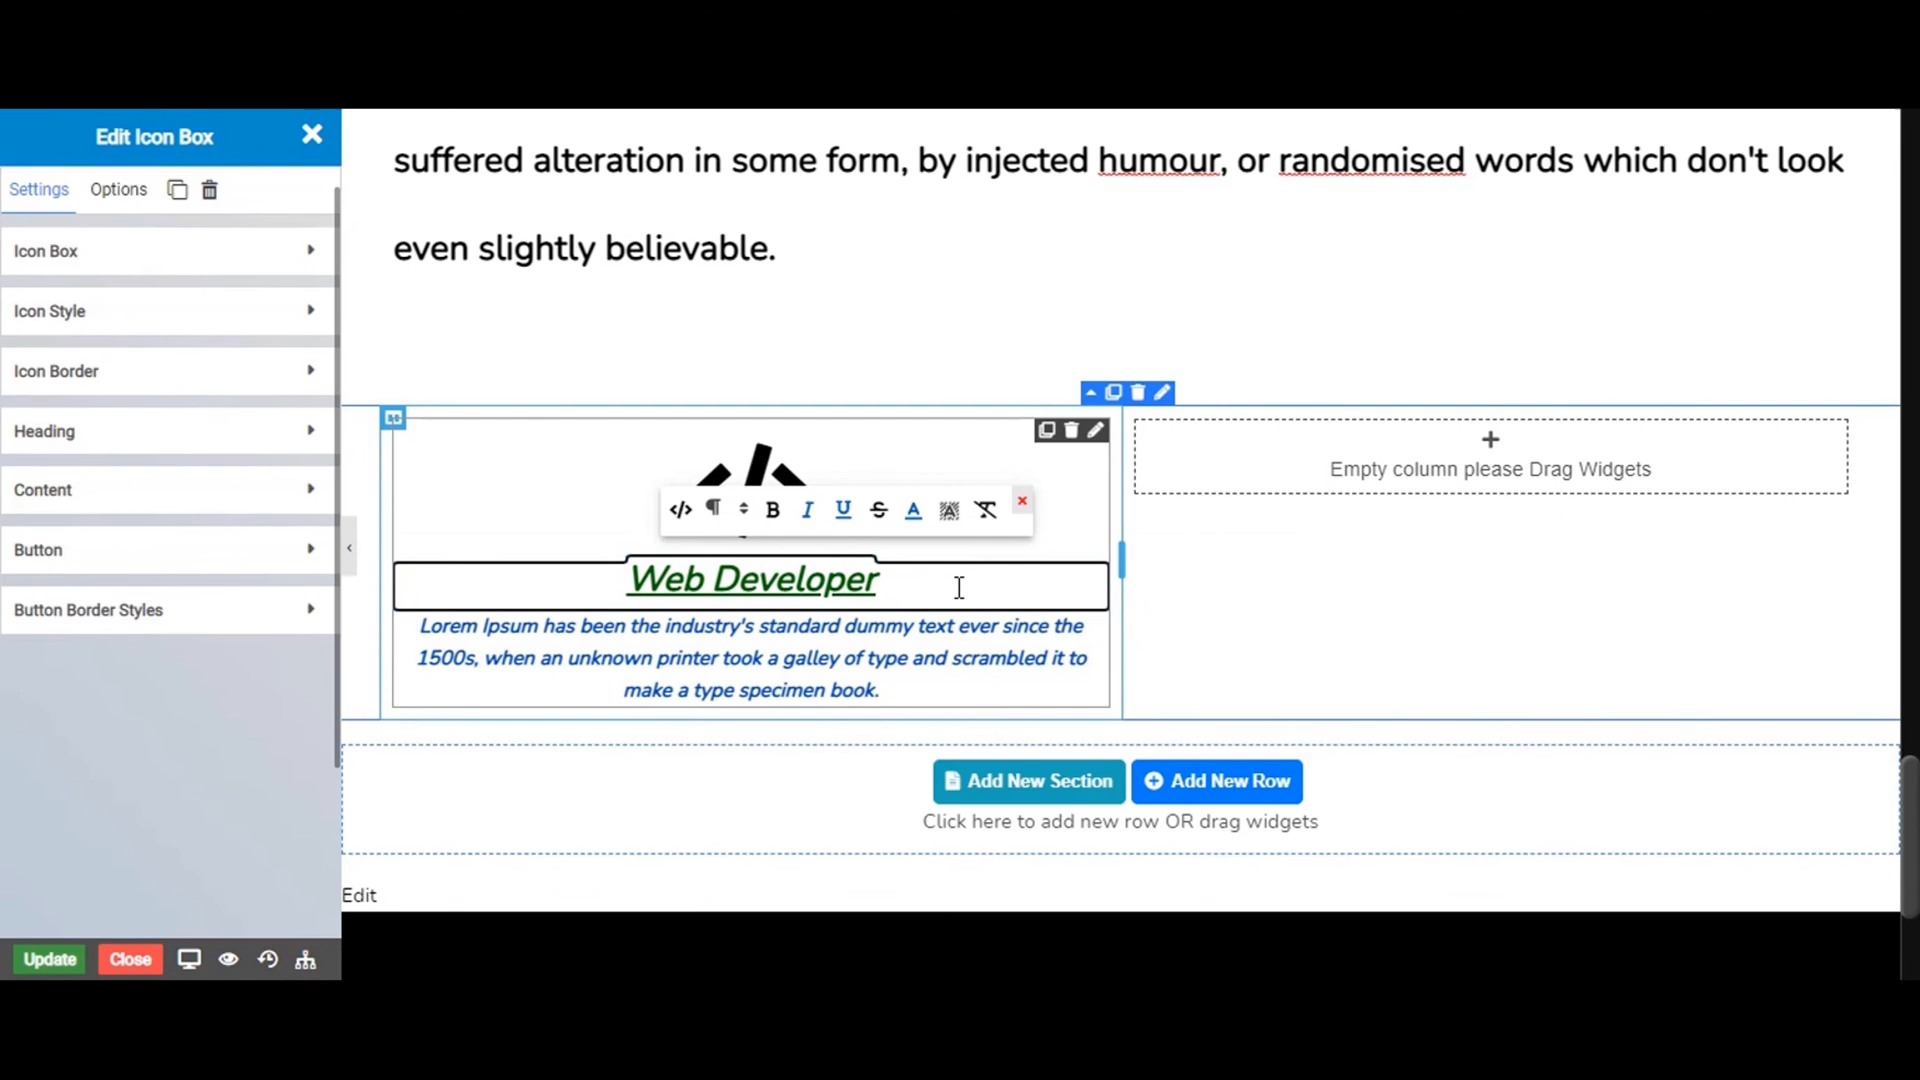 Edit Icon Box
Settings Options
Icon Box
Icon Style
Icon Border
Heading
Content
Button
Button Border Styles
Update Close
suffered alteration in some form, by injected humour, or randomised words which don't look
even slightly believable.
Web Developer
Lorem Ipsum has been the industry's standard dummy text ever since the
1500s, when an unknown printer took a galley of type and scrambled it to
make a type specimen book.
Empty column please Drag Widgets
Add New Section Add New Row
Click here to add new row OR drag widgets
Edit